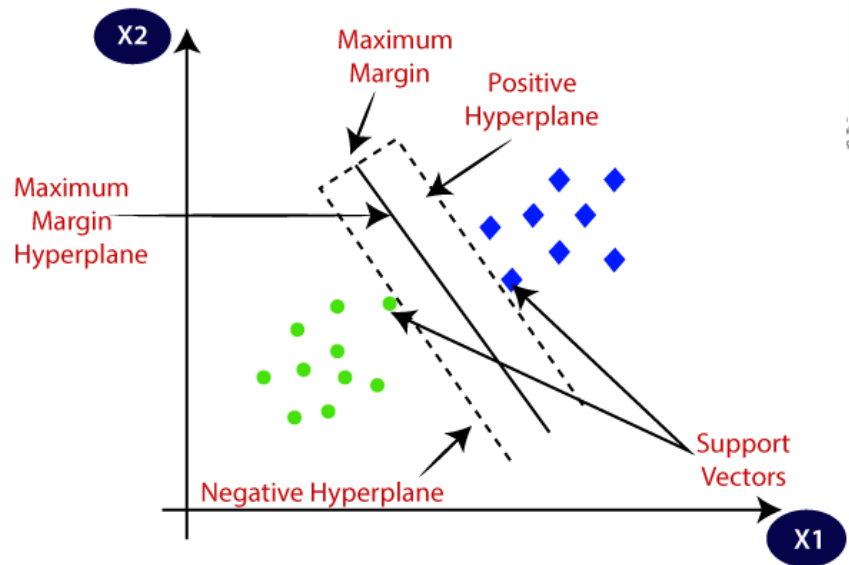 X2
Maximum
Margin
Positive
Hyperplane
Maximum
Margin
Hyperplane
Support
Vectors
Negative Hyperplane
X1